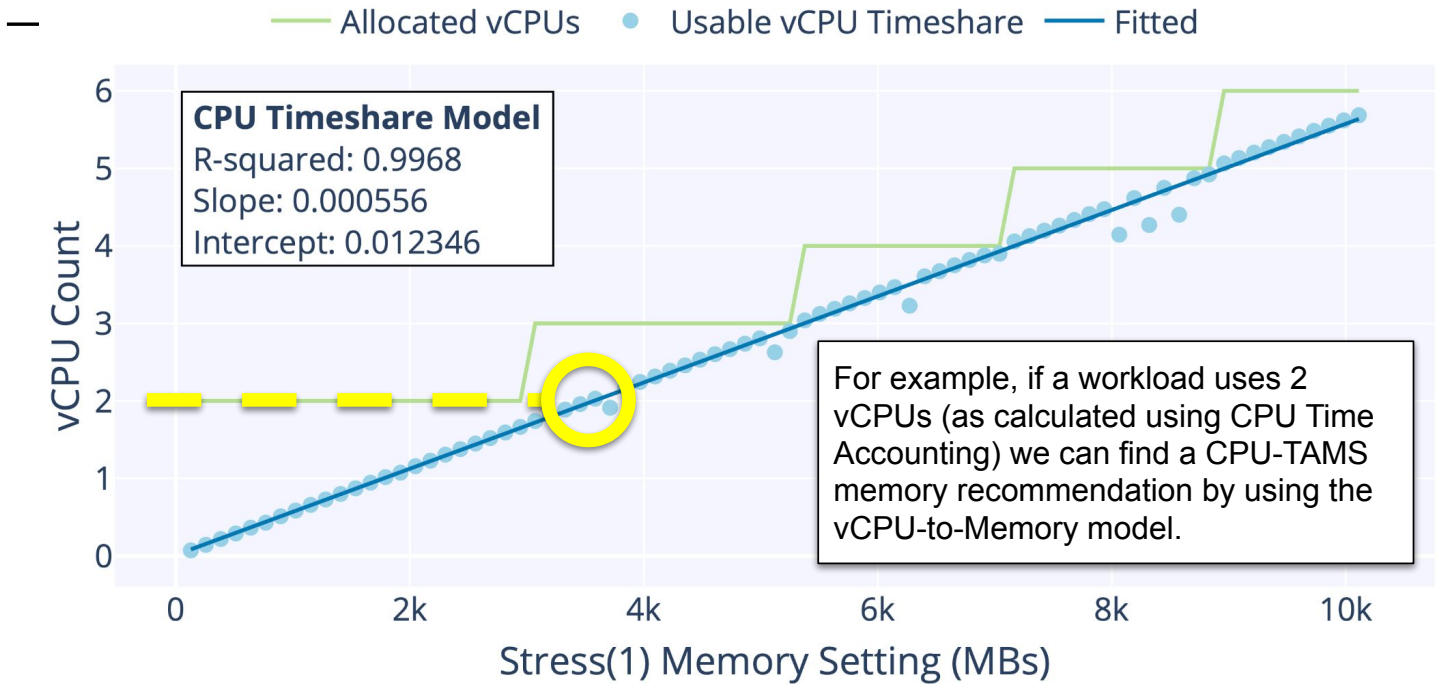 Allocated vCPUs Usable vCPU Timeshare Fitted
6
5
4
3
2
1
0
vCPU Count
CPU Timeshare Model
R-squared: 0.9968
Slope: 0.000556
Intercept: 0.012346
For example, if a workload uses 2
vCPUs (as calculated using CPU Time
Accounting) we can find a CPU-TAMS
memory recommendation by using the
vCPU-to-Memory model.
0 2k 4k 6k 8k 10k
Stress(1) Memory Setting (MBs)